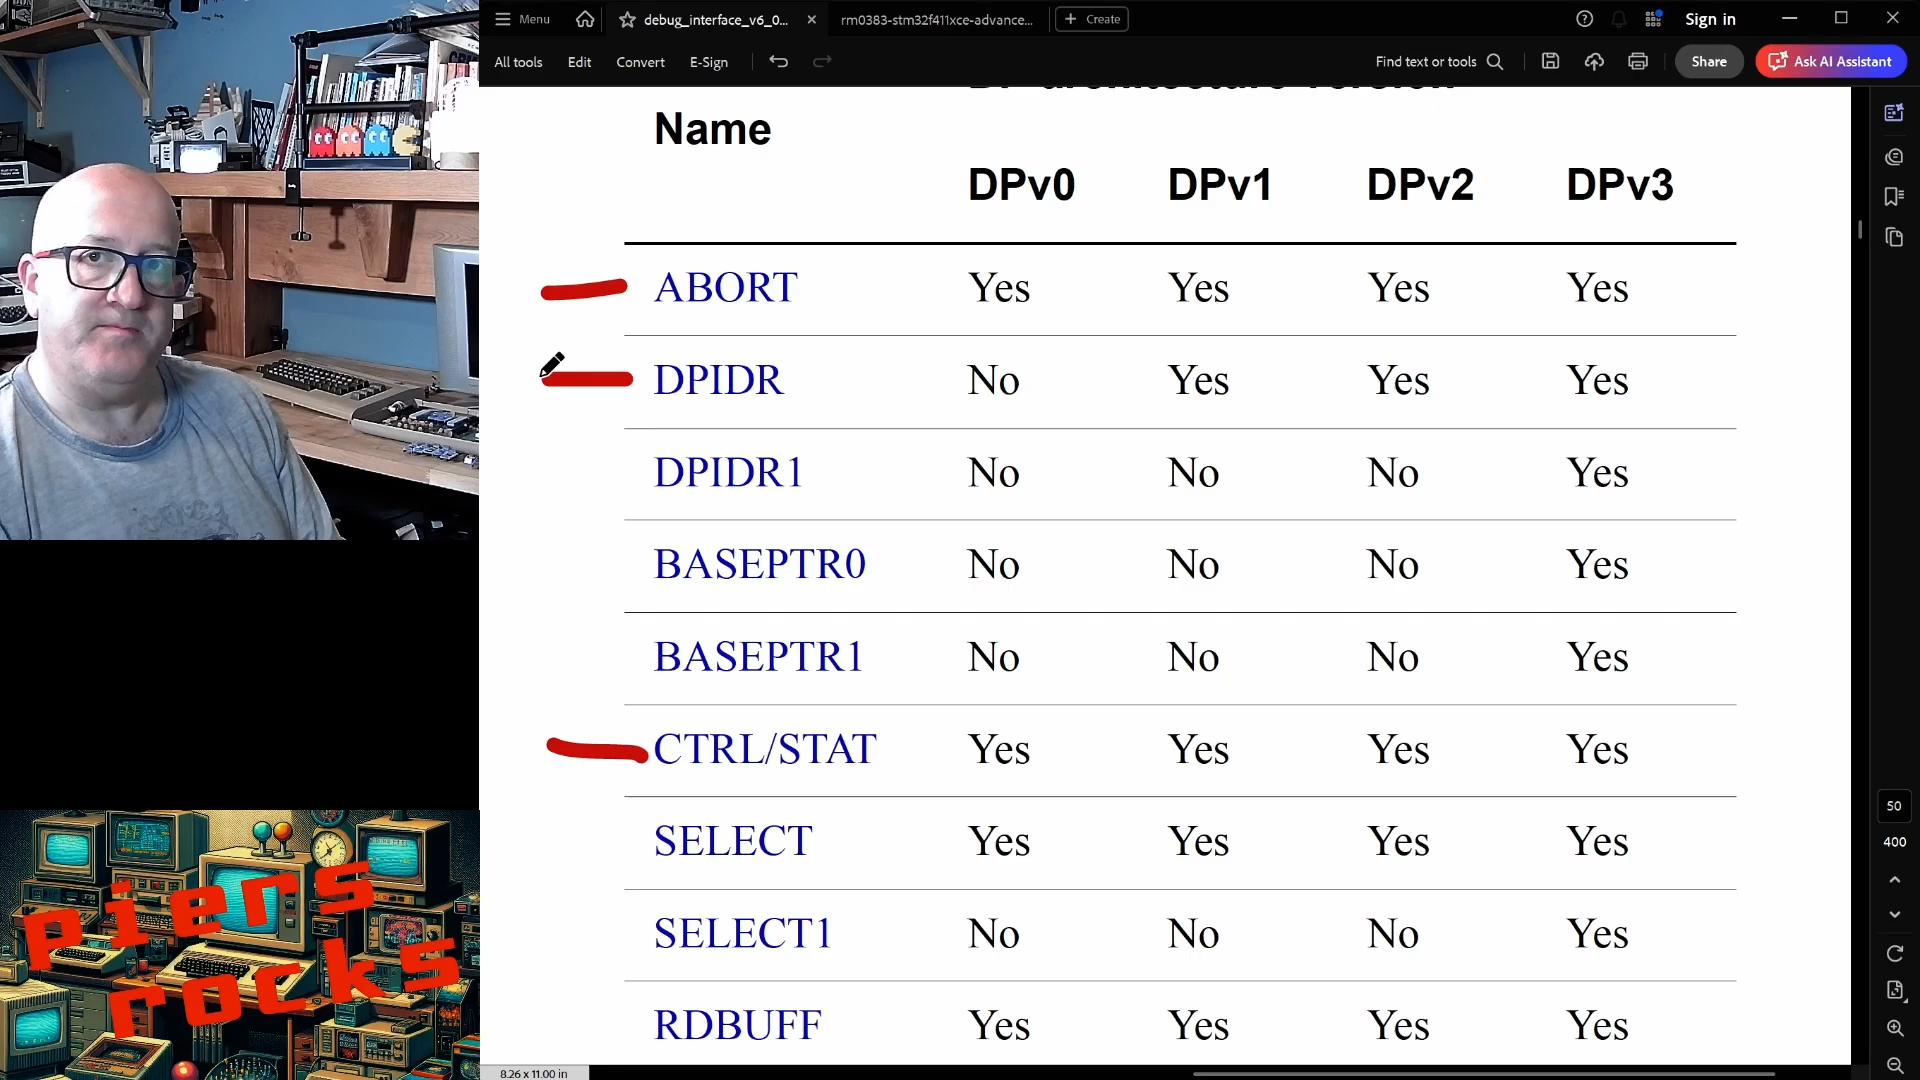 Menu
debug_interface_v6_0...
rm0383-stm32f411xce-advance...
Create
Sign in
All tools
Edit
Convert
E-Sign
Find text or tools
Share
Ask AI Assistant
Name
DPv0 DPv1 DPv2 DPv3
ABORT Yes Yes Yes Yes
DPIDR No Yes Yes Yes
DPIDR1 No No No Yes
BASEPTR0 No No No Yes
BASEPTR1 No No No Yes
CTRL/STAT Yes Yes Yes Yes
SELECT Yes Yes Yes Yes
SELECT1 No No No Yes
RDBUFF Yes Yes Yes Yes
50
400
8.26 x 11.00 in
piers
rocks